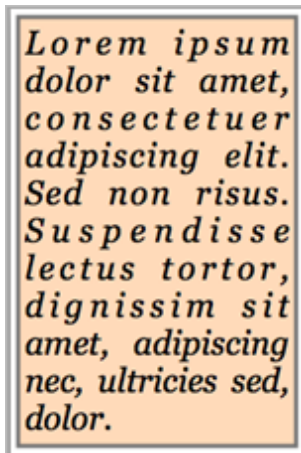 Lorem ipsum
dolor sit amet,
consectetuer
adipiscing elit.
Sed non risus.
Suspendisse
lectus tortor,
dignissim sit
amet, adipiscing
nec, ultricies sed,
dolor.